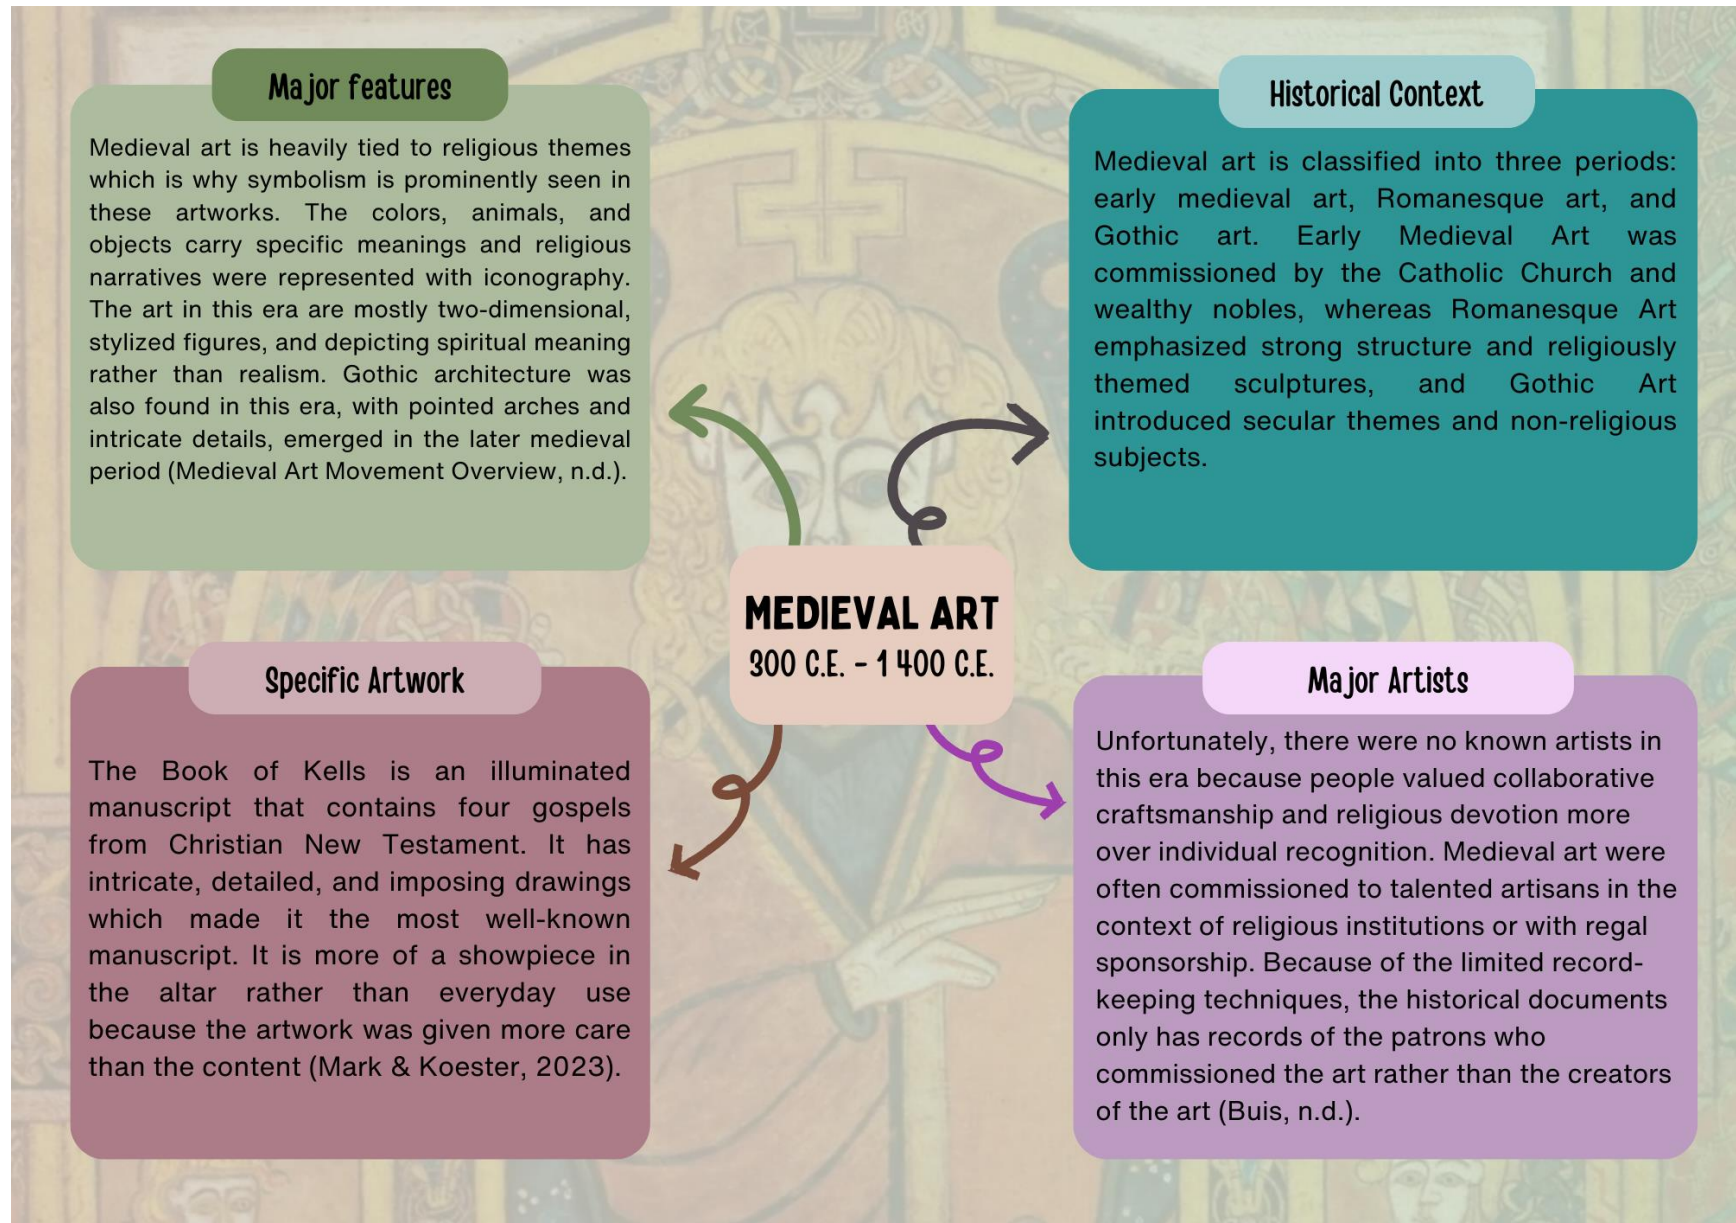 Major features
Medieval art is heavily tied to religious themes
which is why symbolism is prominently seen in
these artworks. The colors, animals, and
objects carry specific meanings and religious
narratives were represented with iconography.
The art in this era are mostly two-dimensional,
stylized figures, and depicting spiritual meaning
rather than realism. Gothic architecture was
also found in this era, with pointed arches and
intricate details, emerged in the later medieval
period (Medieval Art Movement Overview, n.d.).
Historical Context
Medieval art is classified into three periods:
early medieval art, Romanesque art, and
Gothic art. Early Medieval Art was
commissioned by the Catholic Church and
wealthy nobles, whereas Romanesque Art
emphasized strong structure and religiously
themed sculptures, and Gothic Art
introduced secular themes and non-religious
subjects.
MEDIEVAL ART
300 C.E. - 1400 C.E.
Specific Artwork
The Book of Kells is an illuminated
manuscript that contains four gospels
from Christian New Testament. It has
intricate, detailed, and imposing drawings
which made it the most well-known
manuscript. It is more of a showpiece in
the altar rather than everyday use
because the artwork was given more care
than the content (Mark & Koester, 2023).
Major Artists
Unfortunately, there were no known artists in
this era because people valued collaborative
craftsmanship and religious devotion more
over individual recognition. Medieval art were
often commissioned to talented artisans in the
context of religious institutions or with regal
sponsorship. Because of the limited record-
keeping techniques, the historical documents
only has records of the patrons who
commissioned the art rather than the creators
of the art (Buis, n.d.).